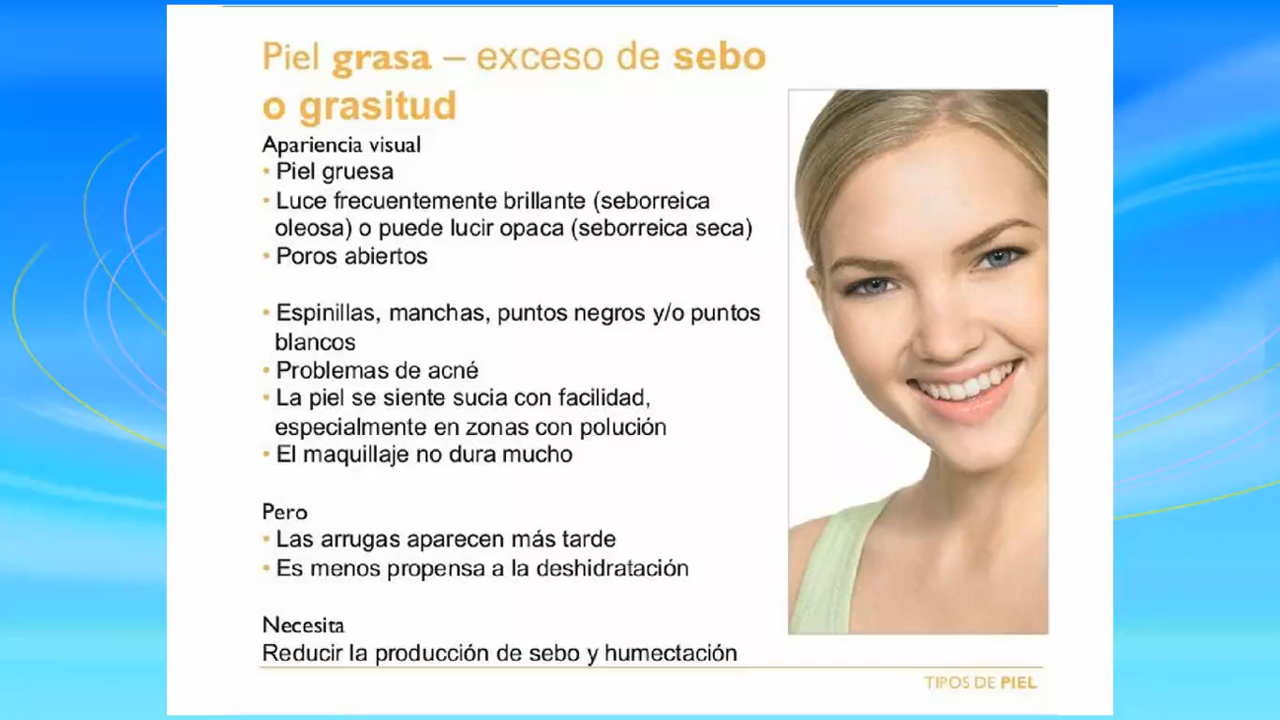 Piel grasa – exceso de sebo
o grasitud
Apariencia visual
• Piel gruesa
• Luce frecuentemente brillante (seborreica
oleosa) o puede lucir opaca (seborreica seca)
• Poros abiertos
• Espinillas, manchas, puntos negros y/o puntos
blancos
• Problemas de acné
• La piel se siente sucia con facilidad,
especialmente en zonas con polución
• El maquillaje no dura mucho
Pero
• Las arrugas aparecen más tarde
• Es menos propensa a la deshidratación
Necesita
Reducir la producción de sebo y humectación
TIPOS DE PIEL